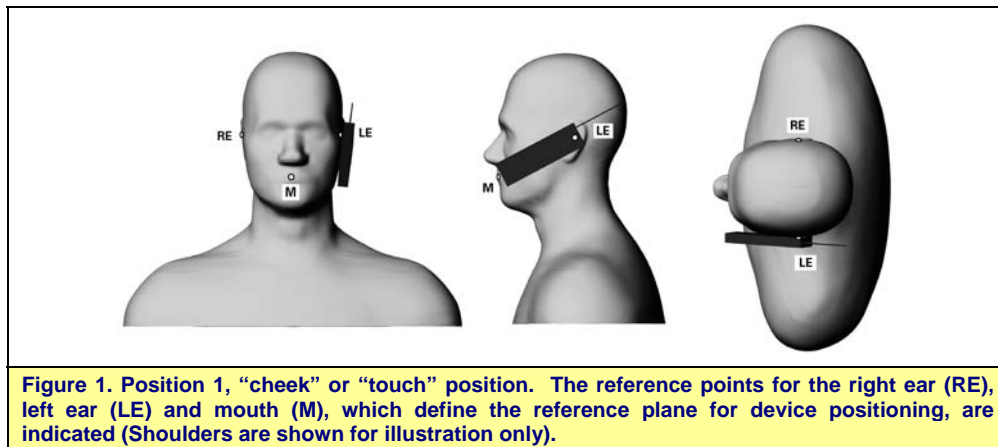 RE LE LE RE
M M
LE
Figure 1. Position 1, “cheek” or “touch” position. The reference points for the right ear (RE),
left ear (LE) and mouth (M), which define the reference plane for device positioning, are
indicated (Shoulders are shown for illustration only).